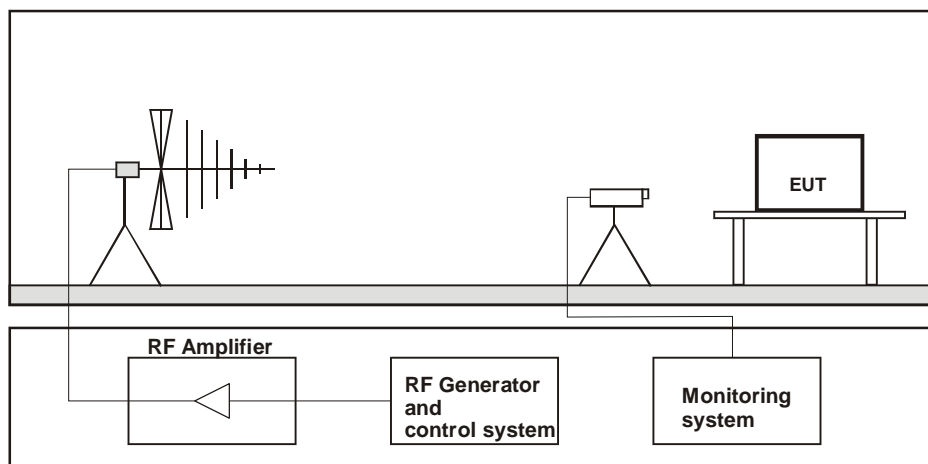 EUT
RF Amplifier
RF Generator
and
control system
Monitoring
system